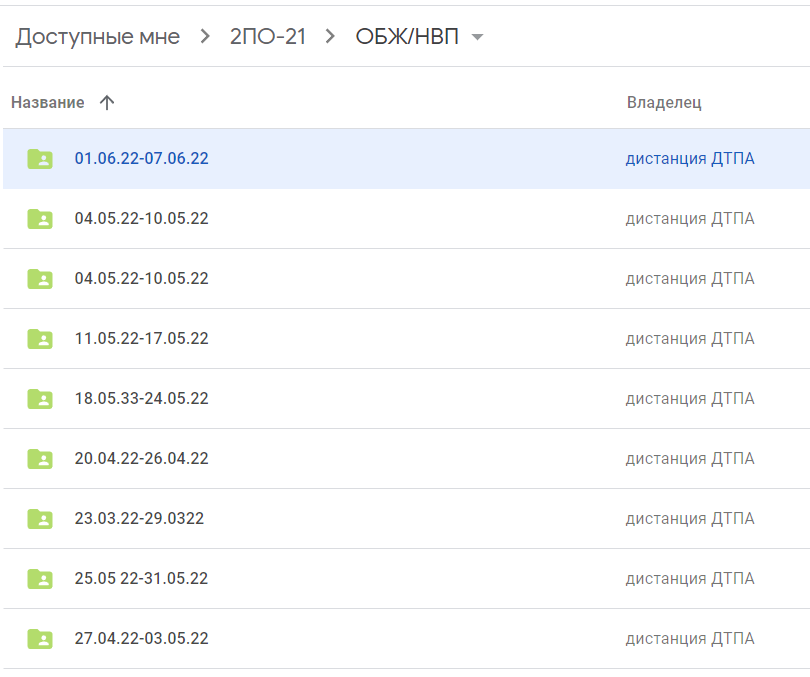 Доступные мне > 2ПО-21 > ОБЖ/НВП
Название ↑ Владелец
01.06.22-07.06.22 дистанция ДТПА
04.05.22-10.05.22 дистанция ДТПА
04.05.22-10.05.22 дистанция ДТПА
11.05.22-17.05.22 дистанция ДТПА
18.05.33-24.05.22 дистанция ДТПА
20.04.22-26.04.22 дистанция ДТПА
23.03.22-29.0322 дистанция ДТПА
25.05 22-31.05.22 дистанция ДТПА
27.04.22-03.05.22 дистанция ДТПА